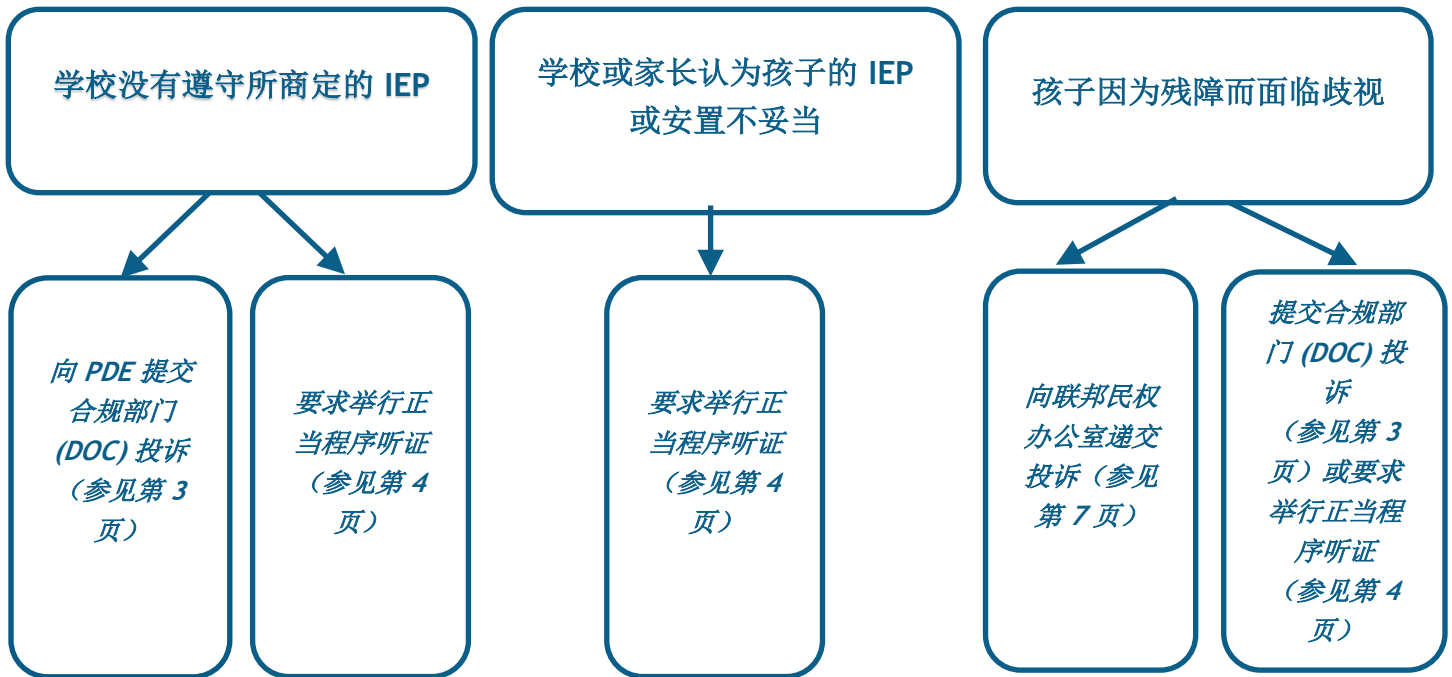 学校没有遵守所商定的 IEP
学校或家长认为孩子的 IEP
或安置不妥当
孩子因为残障而面临歧视
向 PDE 提交
合规部门
(DOC) 投诉
（参见第 3
页）
要求举行正
当程序听证
（参见第 4
页）
要求举行正
当程序听证
（参见第 4
页）
向联邦民权
办公室递交
投诉（参见
第 7 页）
提交合规部
门 (DOC) 投
诉
（参见第 3
页）或要求
举行正当程
序听证
（参见第 4
页）